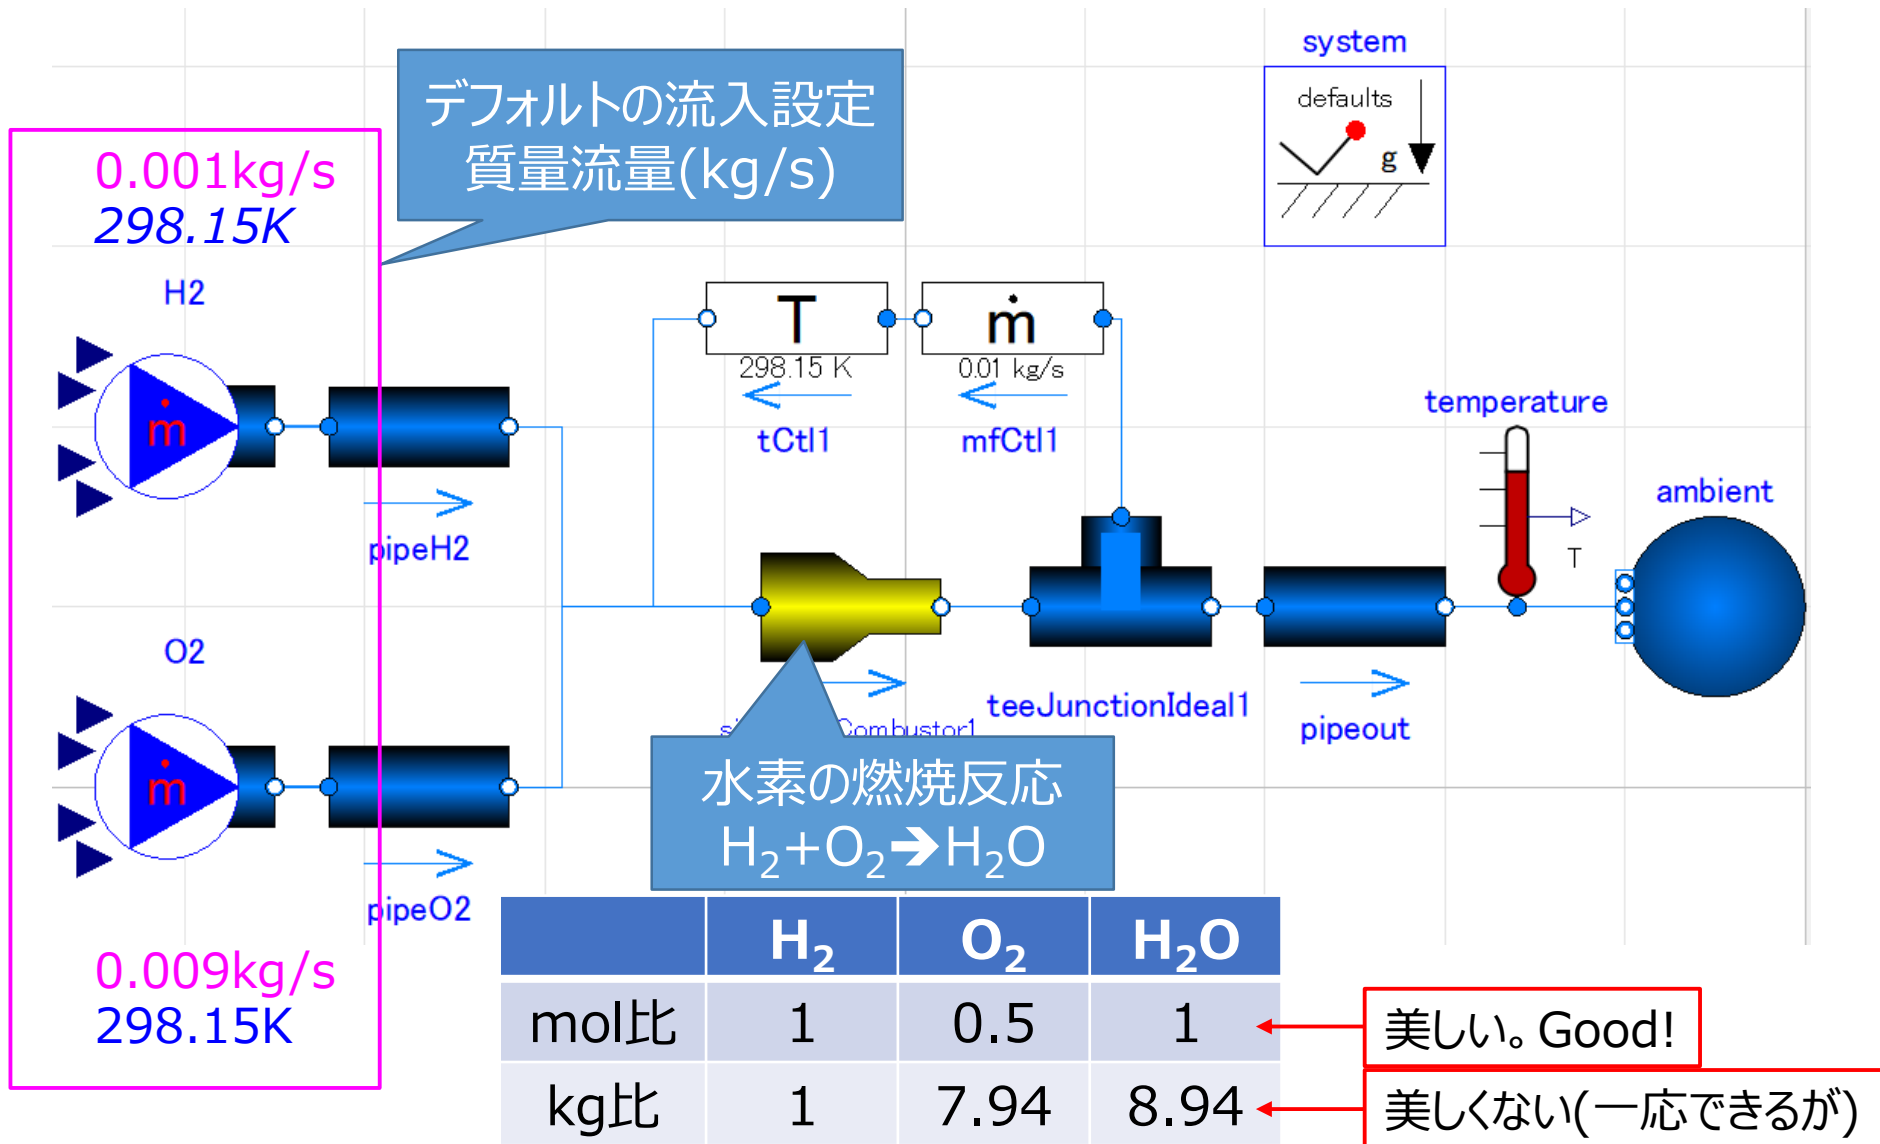 system
defaults
g
デフォルトの流入設定
質量流量(kg/s)
0.001kg/s
298.15K
H2
ṁ
pipeH2
T
298.15 K
tCtl1
ṁ
0.01 kg/s
mfCtl1
temperature
T
ambient
O2
ṁ
pipeO2
0.009kg/s
298.15K
Combustor1
teeJunctionIdeal1
pipeout
水素の燃焼反応
H₂+O₂➔H₂O
H₂ O₂ H₂O
mol比 1 0.5 1
美しい。Good!
kg比 1 7.94 8.94
美しくない(一応できるが)